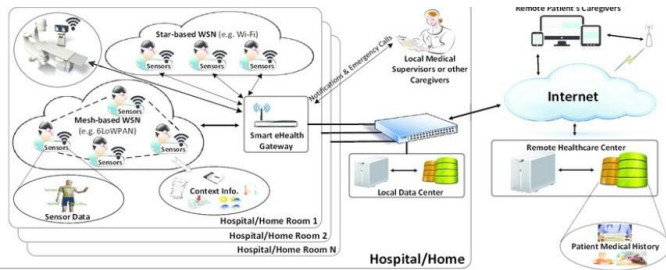 Remote Patient's Caregivers
Star-based WSN (e.g. Wi-Fi)
Sensors
Sensors
Sensors
Notifications & Emergency Calls
Local Medical
Supervisors or other
Caregivers
Internet
Sensors
Mesh-based WSN
(e.g. 6LoWPAN)
Sensors
Sensors
Sensors
Smart eHealth
Gateway
Remote Healthcare Center
Context Info.
Local Data Center
Sensor Data
Hospital/Home Room 1
Hospital/Home Room 2
Hospital/Home Room N
Hospital/Home
Patient Medical History